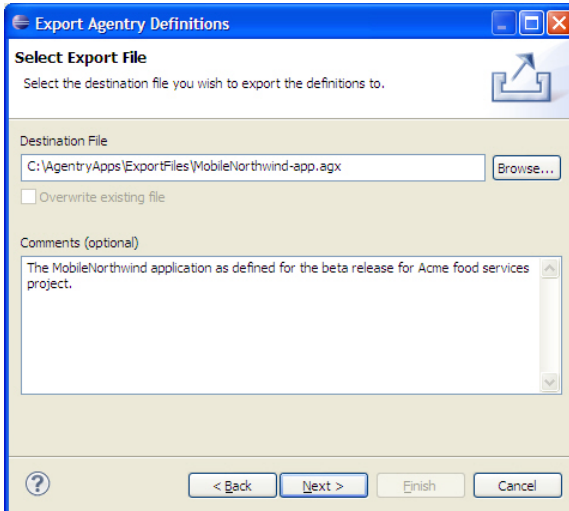 Export Agentry Definitions
Select Export File
Select the destination file you wish to export the definitions to.
Destination File
C:\AgentryApps\ExportFiles\MobileNorthwind-app.agx
Browse...
Overwrite existing file
Comments (optional)
The MobileNorthwind application as defined for the beta release for Acme food services
project.
?
< Back
Next >
Finish
Cancel